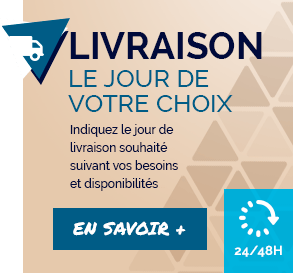 LIVRAISON
LE JOUR DE
VOTRE CHOIX
Indiquez le jour de
livraison souhaité
suivant vos besoins
et disponibilités
EN SAVOIR +
24/48H